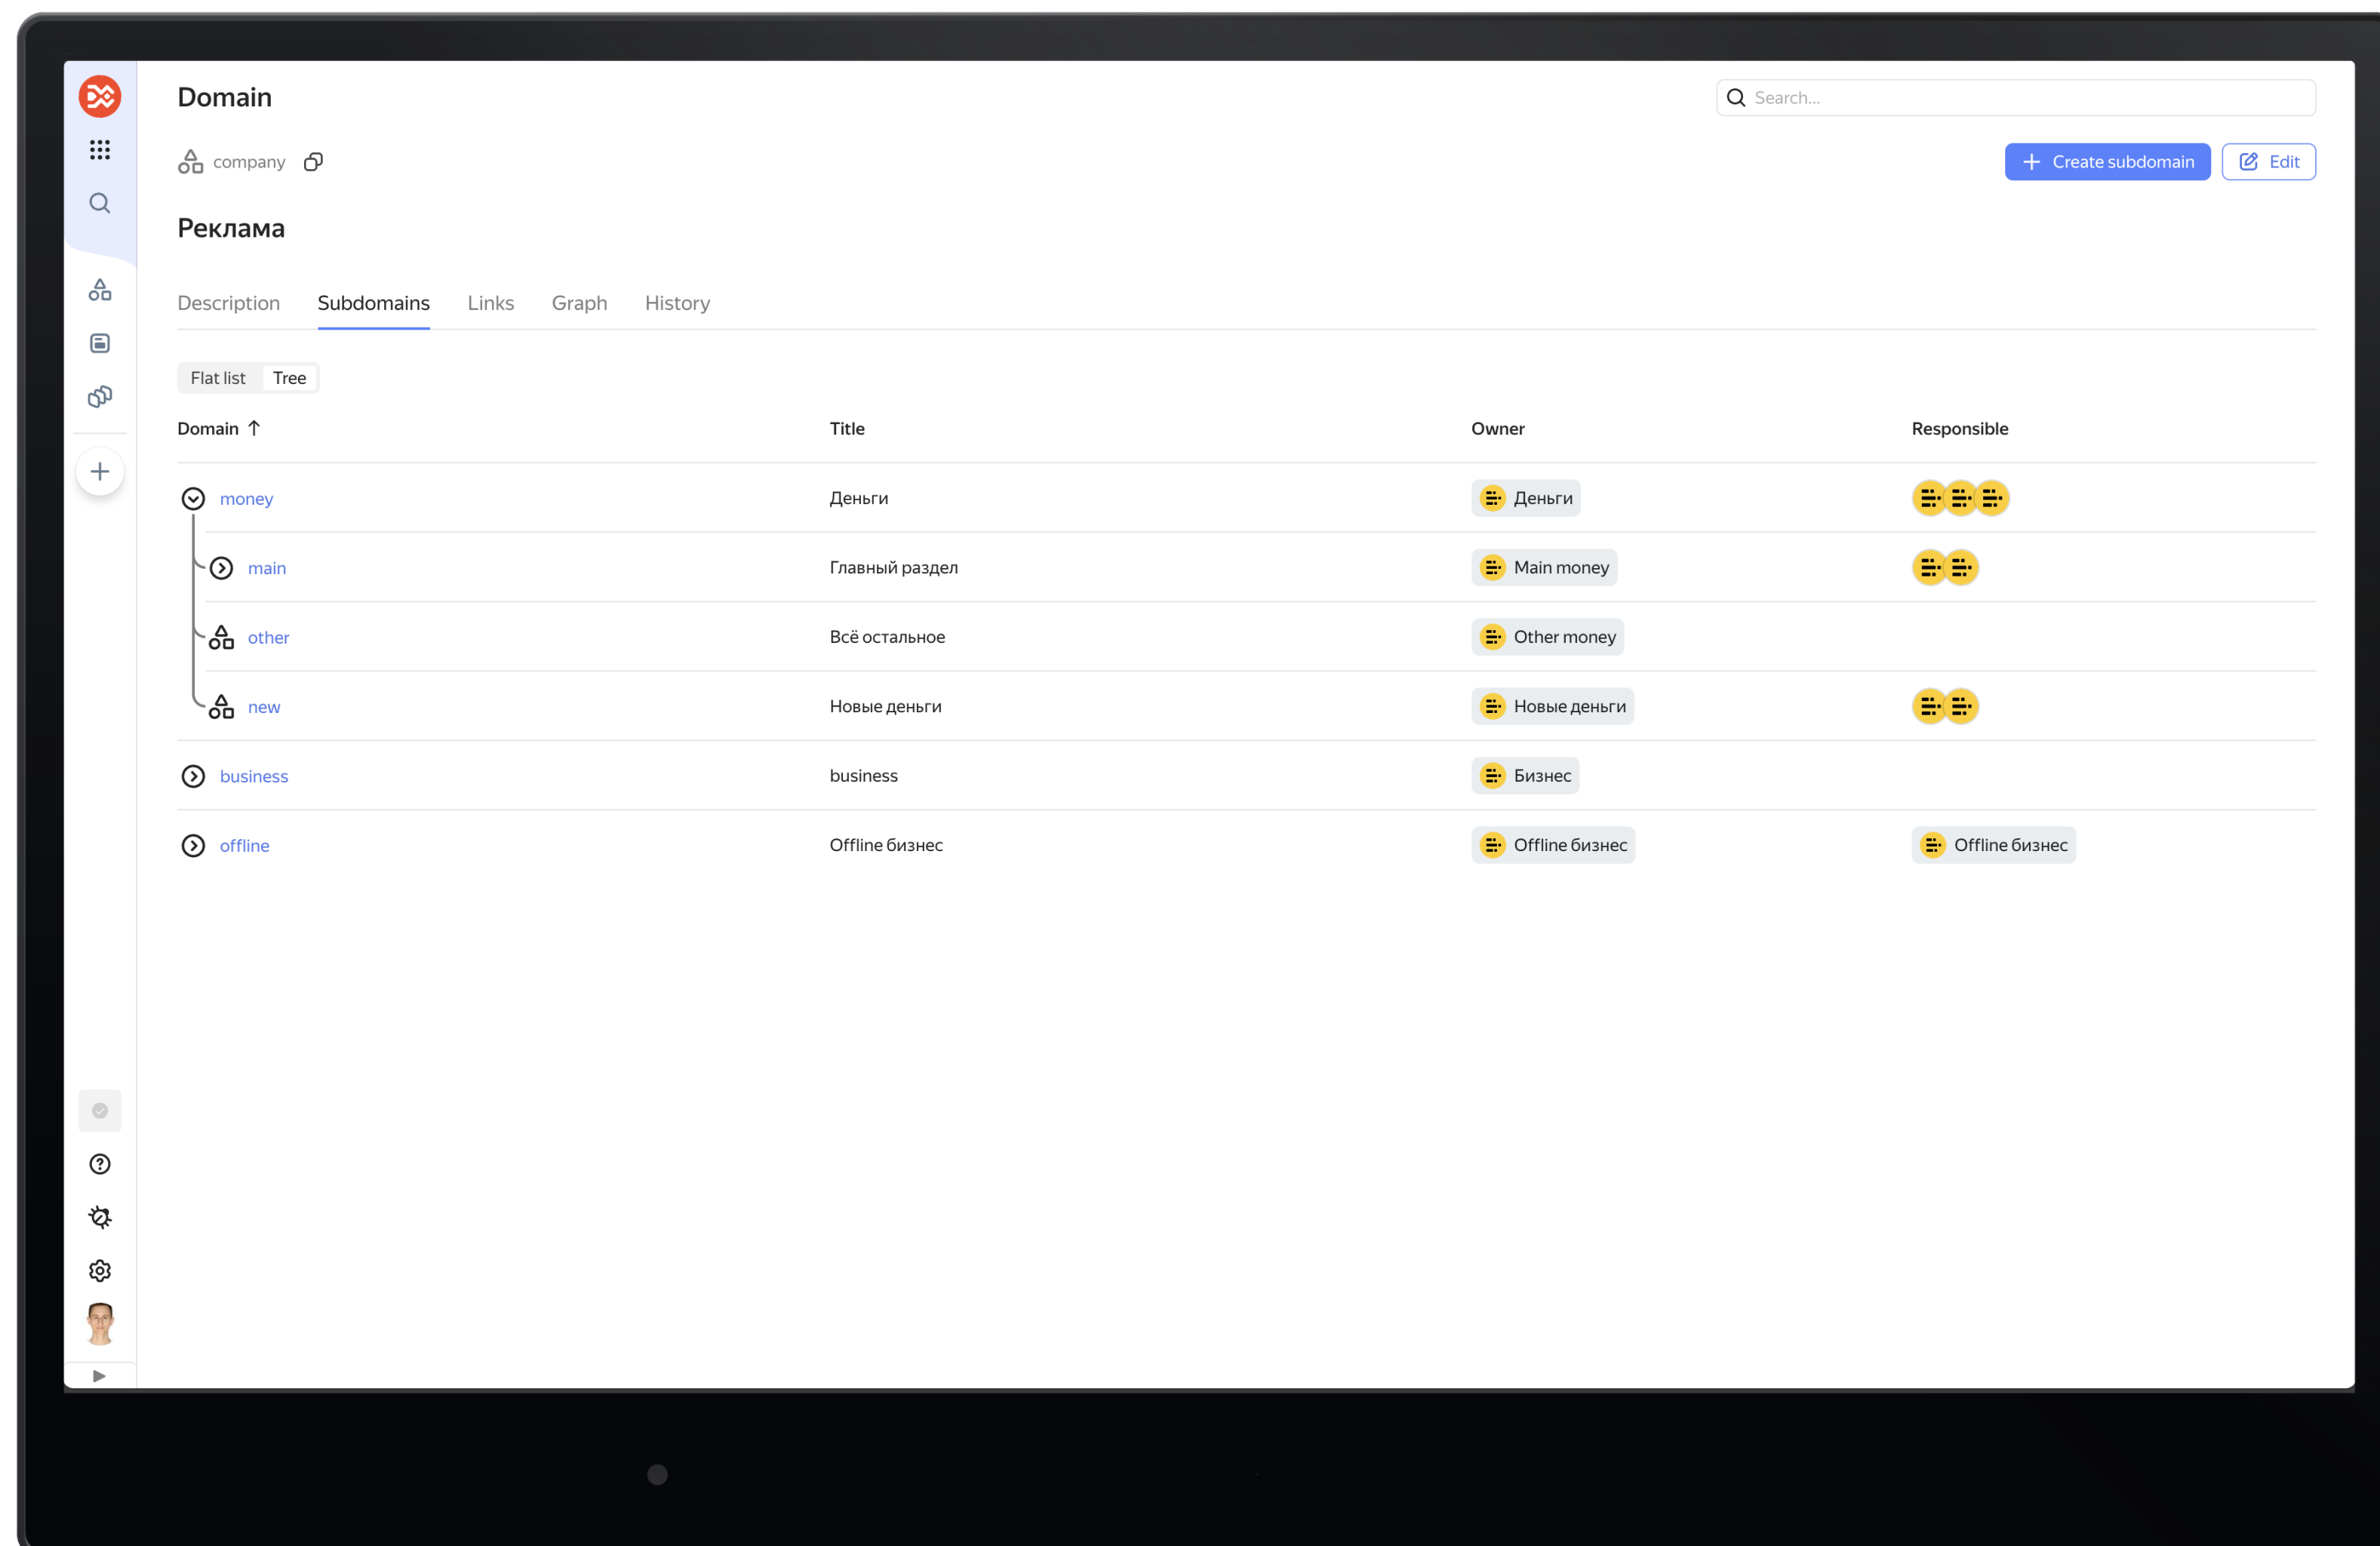 Domain
Search...
company
Create subdomain
Edit
Реклама
Description Subdomains Links Graph History
Flat list Tree
Domain ↑ Title Owner Responsible
money Деньги Деньги
main Главный раздел Main money
other Всё остальное Other money
new Новые деньги Новые деньги
business business Бизнес
offline Offline бизнес Offline бизнес Offline бизнес